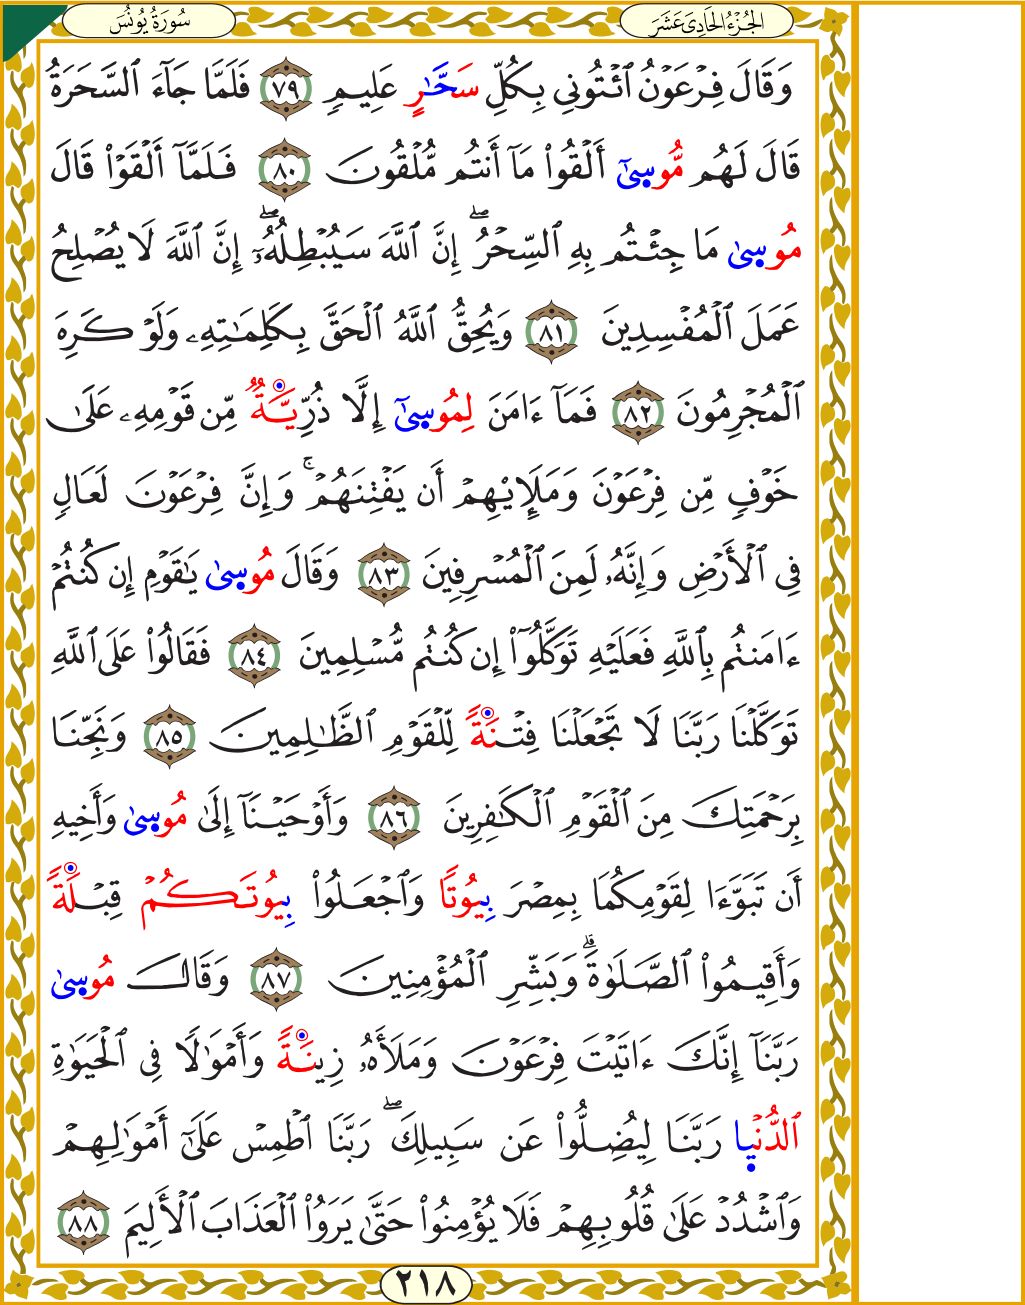 سُورَةُ يُونُسَ
الجُزْءُ الحَادِى عَشَرَ
وَقَالَ فِرْعَوْنُ ٱئْتُونِي بِكُلِّ سَحَّٰرٍ عَلِيمٍ ٧٩ فَلَمَّا جَآءَ ٱلسَّحَرَةُ
قَالَ لَهُم مُّوسِىٰٓ أَلْقُوا۟ مَآ أَنتُم مُّلْقُونَ ٨٠ فَلَمَّآ أَلْقَوْا۟ قَالَ
مُوسِىٰ مَا جِئْتُم بِهِ ٱلسِّحْرُۖ إِنَّ ٱللَّهَ سَيُبْطِلُهُۥٓۖ إِنَّ ٱللَّهَ لَا يُصْلِحُ
عَمَلَ ٱلْمُفْسِدِينَ ٨١ وَيُحِقُّ ٱللَّهُ ٱلْحَقَّ بِكَلِمَٰتِهِۦ وَلَوْ كَرِهَ
ٱلْمُجْرِمُونَ ٨٢ فَمَآ ءَامَنَ لِمُوسِىٰٓ إِلَّا ذُرِّيَّةٌ مِّن قَوْمِهِۦ عَلَىٰ
خَوْفٍ مِّن فِرْعَوْنَ وَمَلَإِي۟هِمْ أَن يَفْتِنَهُمْۚ وَإِنَّ فِرْعَوْنَ لَعَالٍ
فِي ٱلْأَرْضِ وَإِنَّهُۥ لَمِنَ ٱلْمُسْرِفِينَ ٨٣ وَقَالَ مُوسِىٰ يَٰقَوْمِ إِن كُنتُمْ
ءَامَنتُم بِٱللَّهِ فَعَلَيْهِ تَوَكَّلُوٓا۟ إِن كُنتُم مُّسْلِمِينَ ٨٤ فَقَالُوا۟ عَلَى ٱللَّهِ
تَوَكَّلْنَا رَبَّنَا لَا تَجْعَلْنَا فِتْنَةً لِّلْقَوْمِ ٱلظَّٰلِمِينَ ٨٥ وَنَجِّنَا
بِرَحْمَتِكَ مِنَ ٱلْقَوْمِ ٱلْكَٰفِرِينَ ٨٦ وَأَوْحَيْنَآ إِلَىٰ مُوسِىٰ وَأَخِيهِ
أَن تَبَوَّءَا لِقَوْمِكُمَا بِمِصْرَ بِيُوتًا وَٱجْعَلُوا۟ بِيُوتَكُمْ قِبْلَةً
وَأَقِيمُوا۟ ٱلصَّلَوٰةَۗ وَبَشِّرِ ٱلْمُؤْمِنِينَ ٨٧ وَقَالَ مُوسِىٰ
رَبَّنَآ إِنَّكَ ءَاتَيْتَ فِرْعَوْنَ وَمَلَأَهُۥ زِينَةً وَأَمْوَٰلًا فِي ٱلْحَيَوٰةِ
ٱلدُّنْيِا رَبَّنَا لِيُضِلُّوا۟ عَن سَبِيلِكَۖ رَبَّنَا ٱطْمِسْ عَلَىٰٓ أَمْوَٰلِهِمْ
وَٱشْدُدْ عَلَىٰ قُلُوبِهِمْ فَلَا يُؤْمِنُوا۟ حَتَّىٰ يَرَوُا۟ ٱلْعَذَابَ ٱلْأَلِيمَ ٨٨
٢١٨